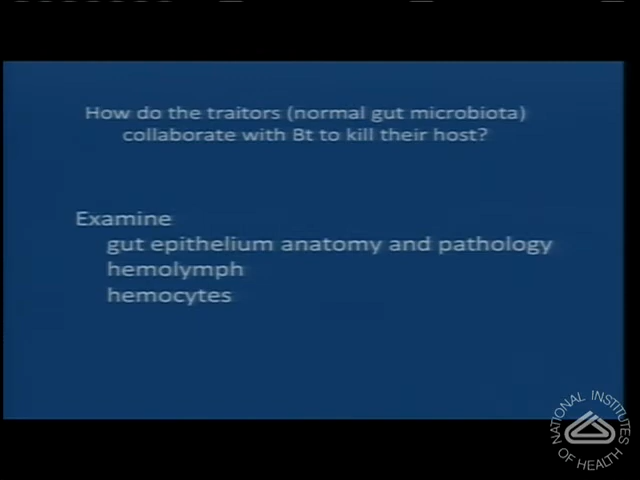 How do the traitors (normal gut microbiota)
collaborate with Bt to kill their host?
Examine
gut epithelium anatomy and pathology
hemolymph
hemocytes
NATIONAL INSTITUTES
OF HEALTH